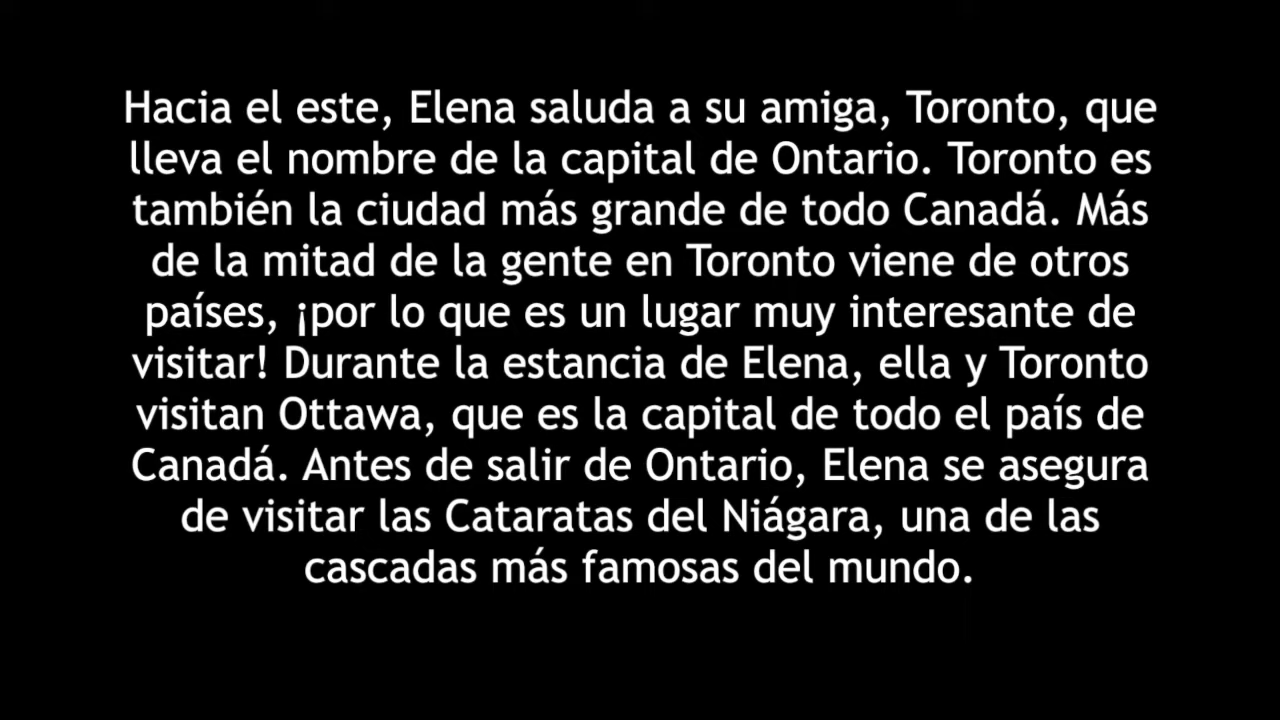 Hacia el este, Elena saluda a su amiga, Toronto, que
lleva el nombre de la capital de Ontario. Toronto es
también la ciudad más grande de todo Canadá. Más
de la mitad de la gente en Toronto viene de otros
países, ¡por lo que es un lugar muy interesante de
visitar! Durante la estancia de Elena, ella y Toronto
visitan Ottawa, que es la capital de todo el país de
Canadá. Antes de salir de Ontario, Elena se asegura
de visitar las Cataratas del Niágara, una de las
cascadas más famosas del mundo.